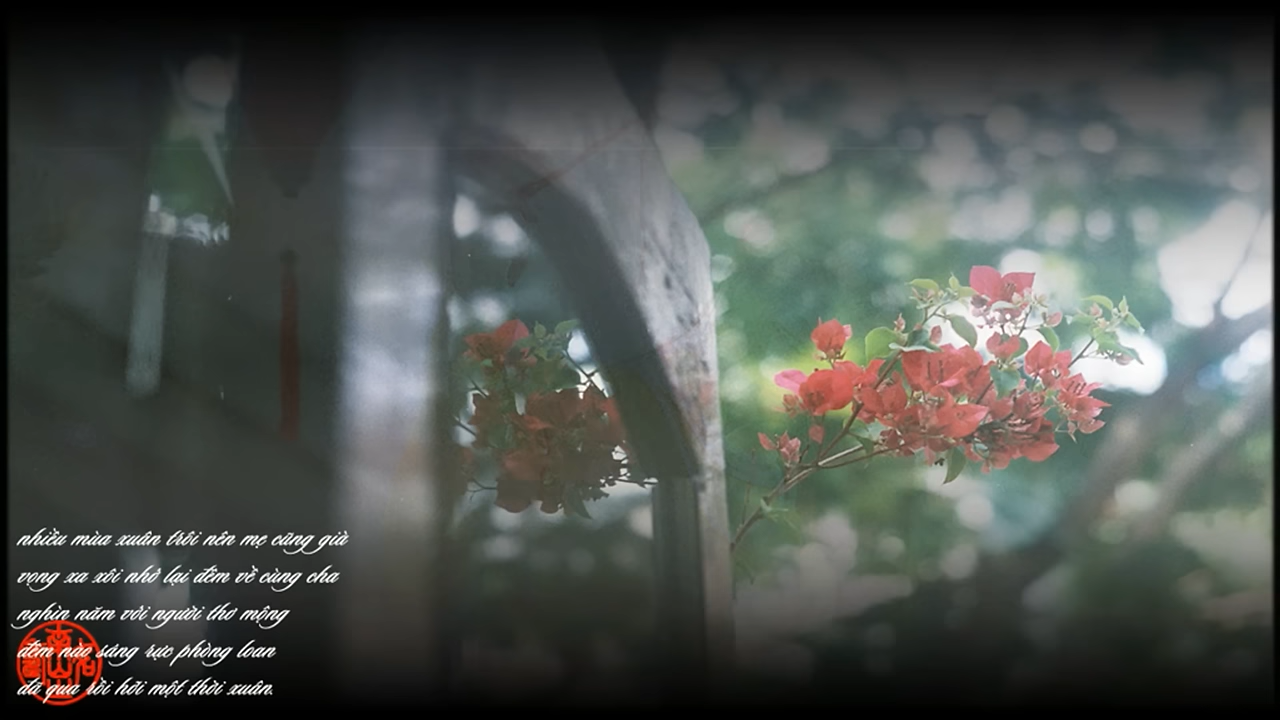 nhiều mùa xuân trôi nên mẹ cũng già
vọng xa xôi nhớ lại đêm về cùng cha
nghìn năm với người thơ mộng
đêm nào sáng rực phòng loan
đã qua rồi hỡi một thời xuân.